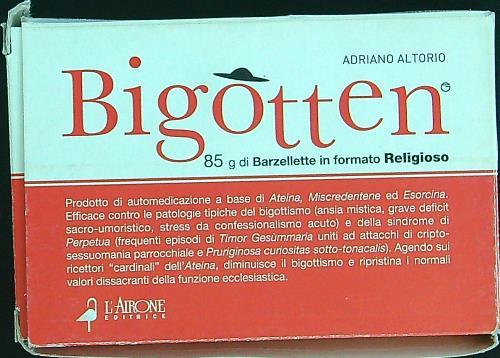 ADRIANO ALTORIO
Bigotten
85 g di Barzellette in formato Religioso
Prodotto di automedicazione a base di Ateina, Miscredentene ed Esorcina.
Efficace contro le patologie tipiche del bigottismo (ansia mistica, grave deficit
sacro-umoristico, stress da confessionalismo acuto) e della sindrome di
Perpetua (frequenti episodi di Timor Gesùmmaria uniti ad attacchi di cripto-
sessuomania parrocchiale e Pruriginosa curiositas sotto-tonacalis). Agendo sui
ricettori "cardinali" dell'Ateina, diminuisce il bigottismo e ripristina i normali
valori dissacranti della funzione ecclesiastica.
L'AIRONE
EDITRICE